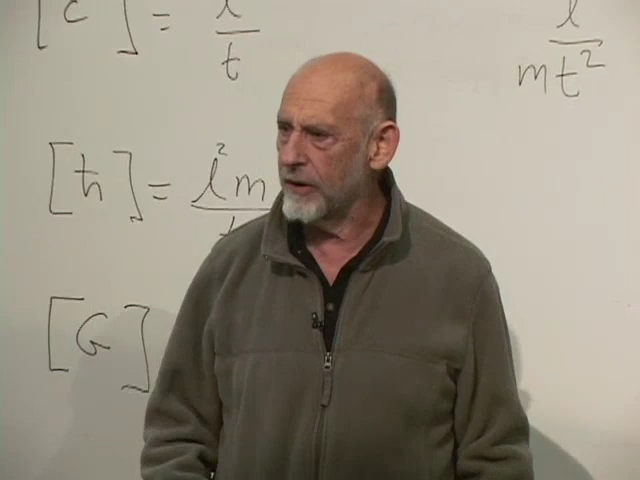 [c] = l/t
l/mt²
[ħ] = l²m/t
[G]